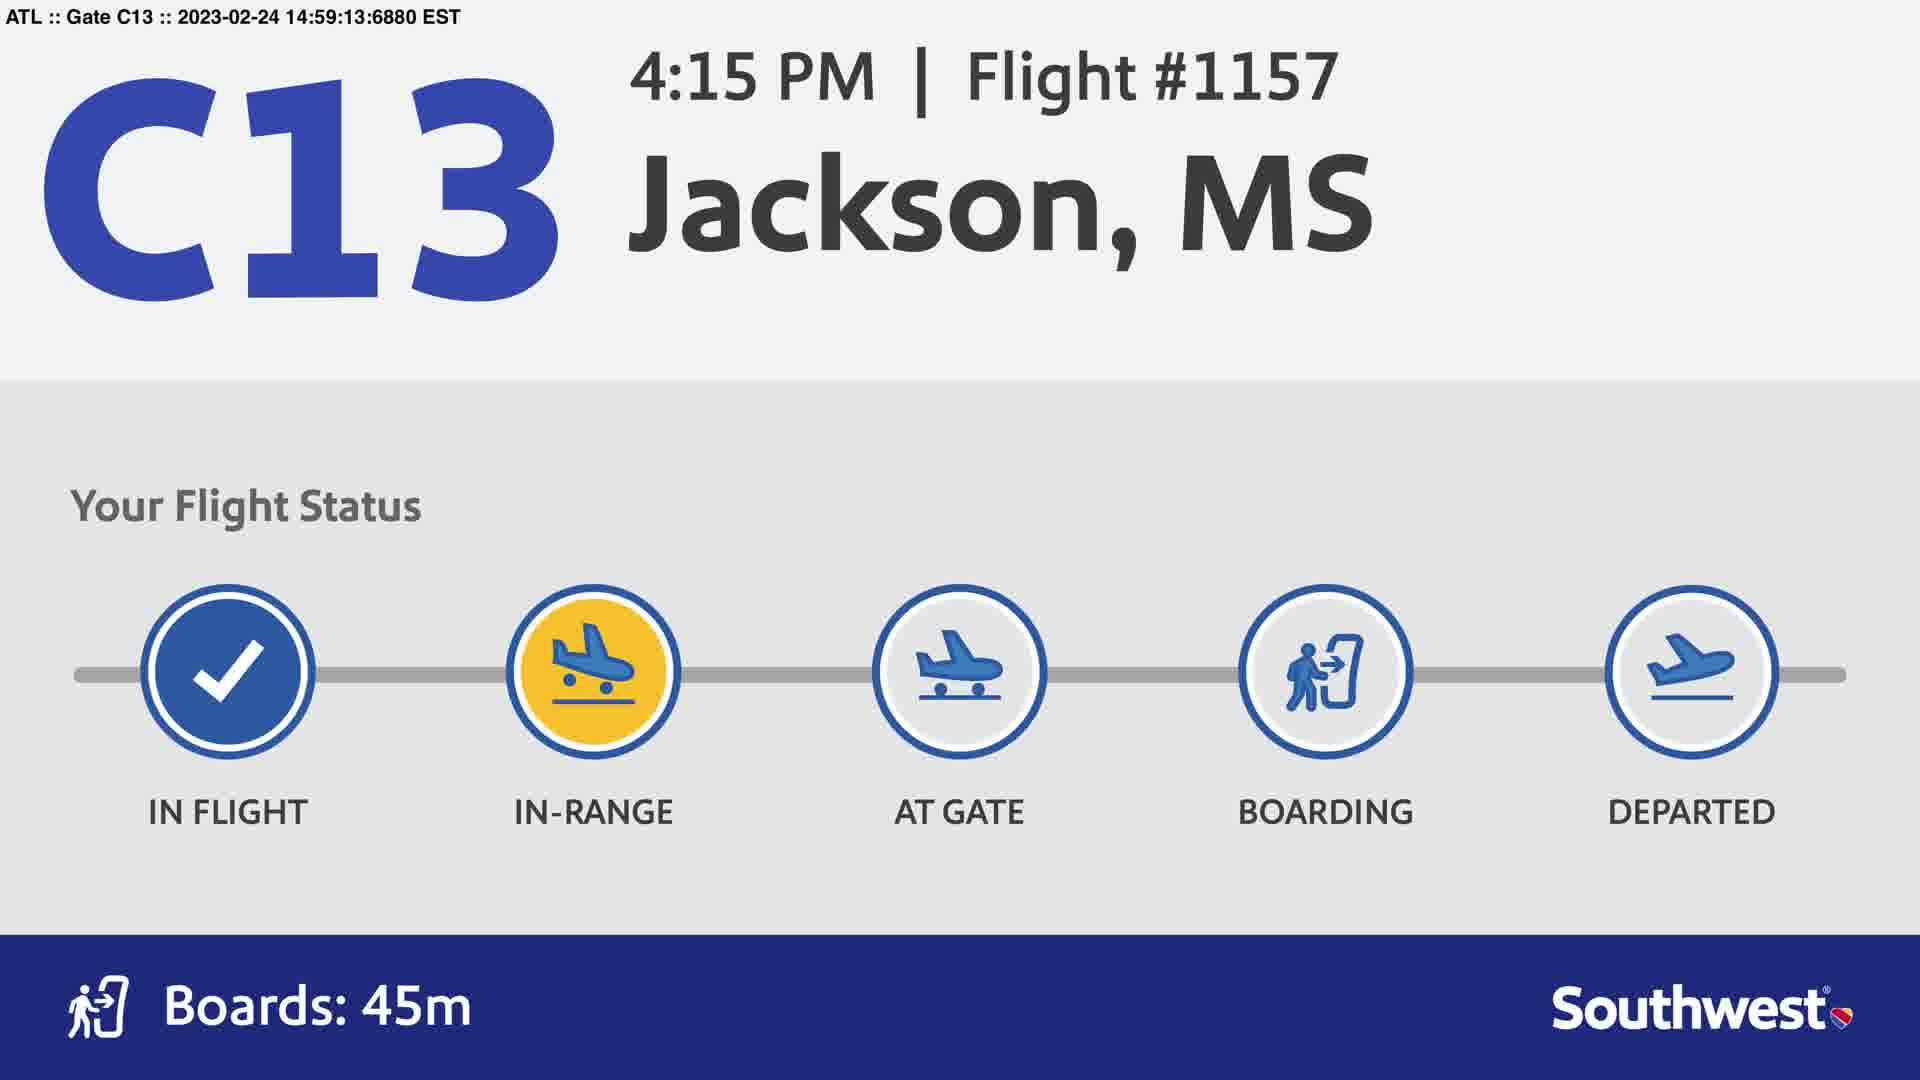 ATL :: Gate C13 :: 2023-02-24 14:59:13:6880 EST
C13
4:15 PM | Flight #1157
Jackson, MS
Your Flight Status
IN FLIGHT
IN-RANGE
AT GATE
BOARDING
DEPARTED
Boards: 45m
Southwest®